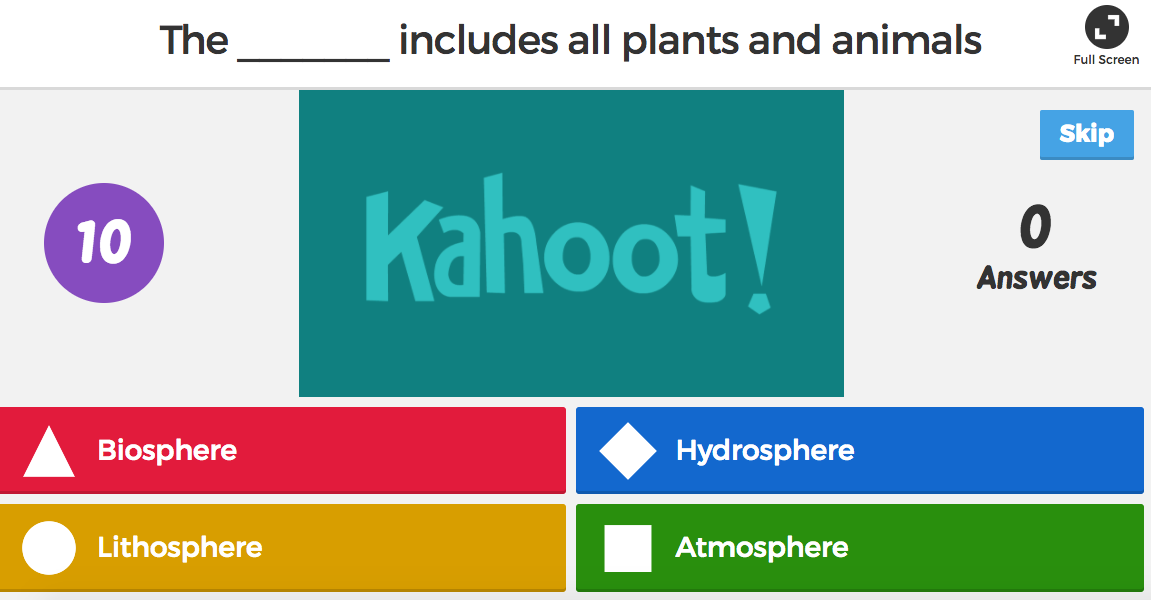 The ________ includes all plants and animals
Full Screen
Skip
10
Kahoot!
0
Answers
Biosphere
Hydrosphere
Lithosphere
Atmosphere